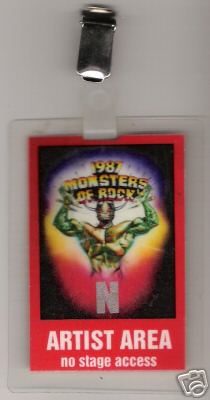 1987
MONSTERS
OF ROCK
N
ARTIST AREA
no stage access